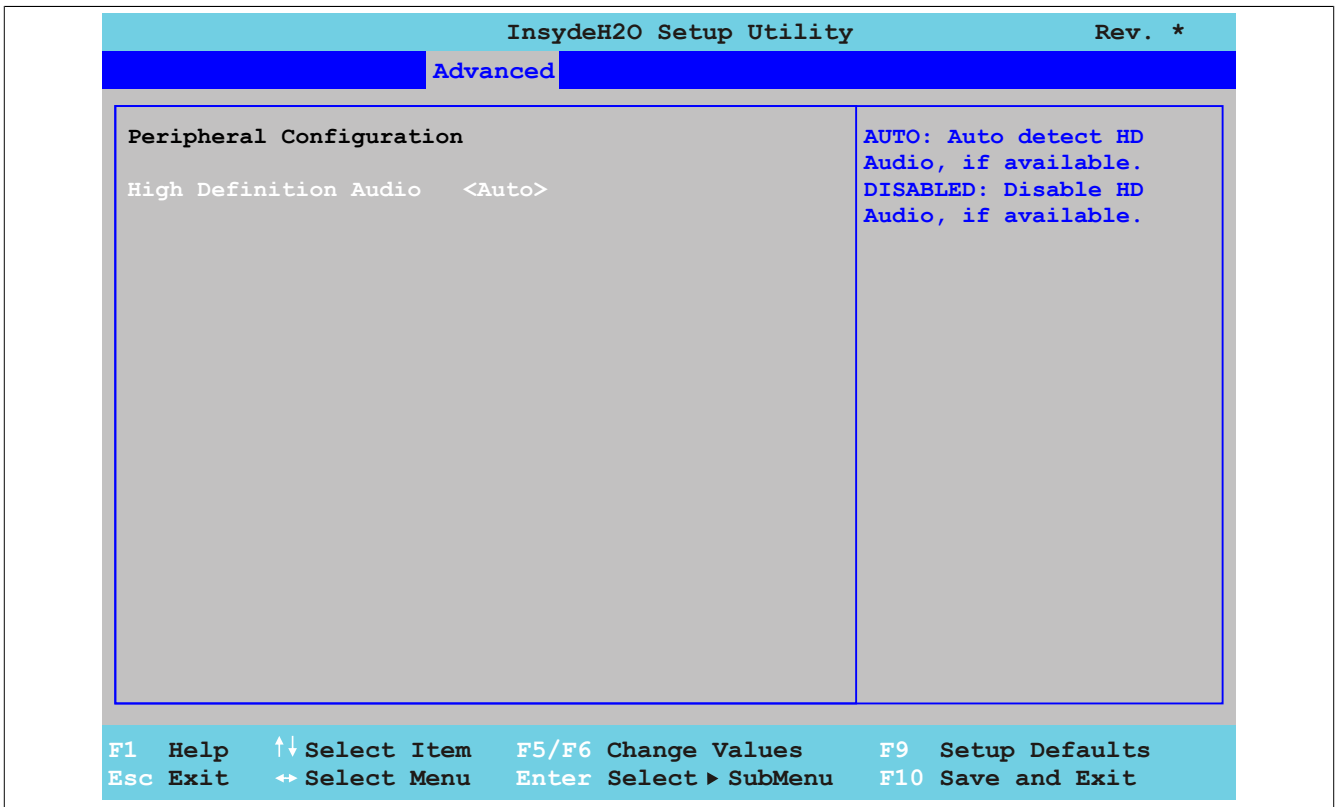 InsydeH2O Setup Utility Rev. *
Advanced
Peripheral Configuration
High Definition Audio <Auto>
AUTO: Auto detect HD
Audio, if available.
DISABLED: Disable HD
Audio, if available.
F1 Help ↑↓ Select Item F5/F6 Change Values F9 Setup Defaults
Esc Exit ↔ Select Menu Enter Select ▶ SubMenu F10 Save and Exit